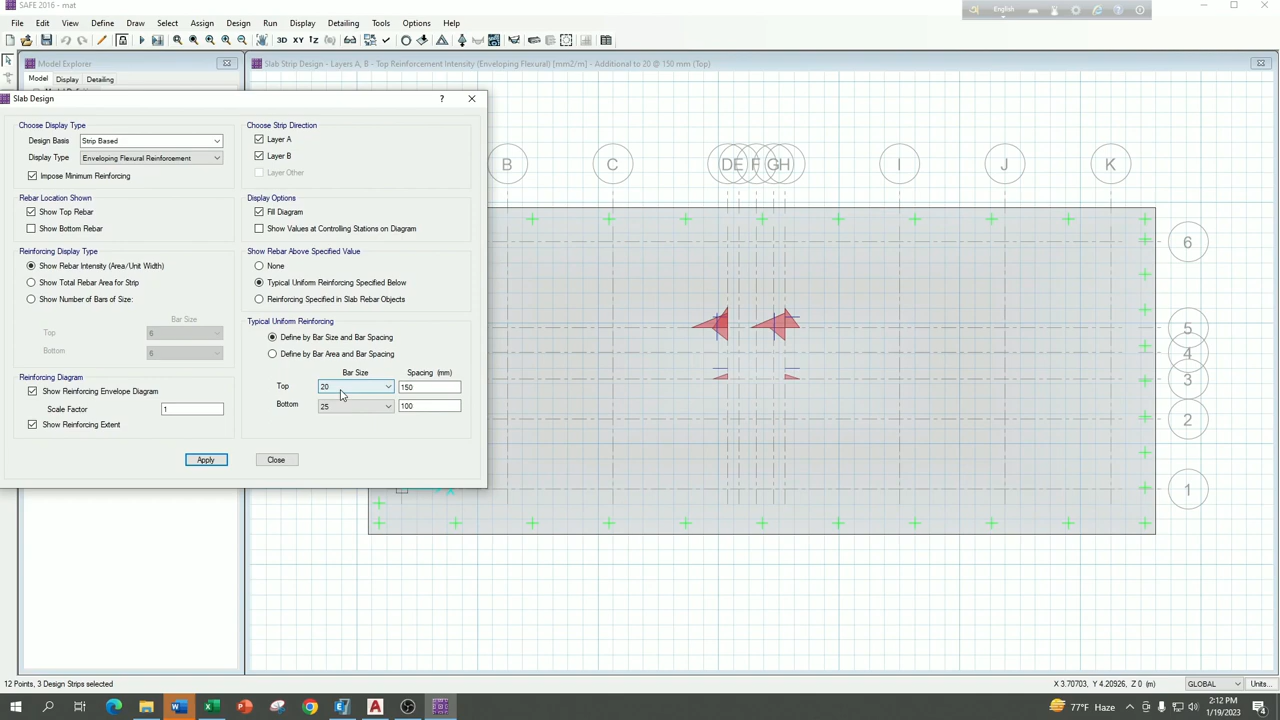 SAFE 2016 - mat
English
File Edit View Define Draw Select Assign Design Run Display Detailing Tools Options Help
3D XY
Model Explorer
Model Display Detailing
Slab Strip Design - Layers A, B - Top Reinforcement Intensity (Enveloping Flexural) [mm2/m] - Additional to 20 @ 150 mm (Top)
Slab Design
?
Choose Display Type
Design Basis Strip Based
Display Type Enveloping Flexural Reinforcement
Impose Minimum Reinforcing
Rebar Location Shown
Show Top Rebar
Show Bottom Rebar
Reinforcing Display Type
Show Rebar Intensity (Area/Unit Width)
Show Total Rebar Area for Strip
Show Number of Bars of Size:
Bar Size
Top 6
Bottom 6
Reinforcing Diagram
Show Reinforcing Envelope Diagram
Scale Factor 1
Show Reinforcing Extent
Choose Strip Direction
Layer A
Layer B
Layer Other
Display Options
Fill Diagram
Show Values at Controlling Stations on Diagram
Show Rebar Above Specified Value
None
Typical Uniform Reinforcing Specified Below
Reinforcing Specified in Slab Rebar Objects
Typical Uniform Reinforcing
Define by Bar Size and Bar Spacing
Define by Bar Area and Bar Spacing
Bar Size Spacing (mm)
Top 20 150
Bottom 25 100
Apply Close
B C D E F G H I J K
6
5
4
3
2
1
X
12 Points, 3 Design Strips selected
X 3.70703, Y 4.20926, Z 0 (m) GLOBAL Units...
77°F Haze
2:12 PM
1/19/2023